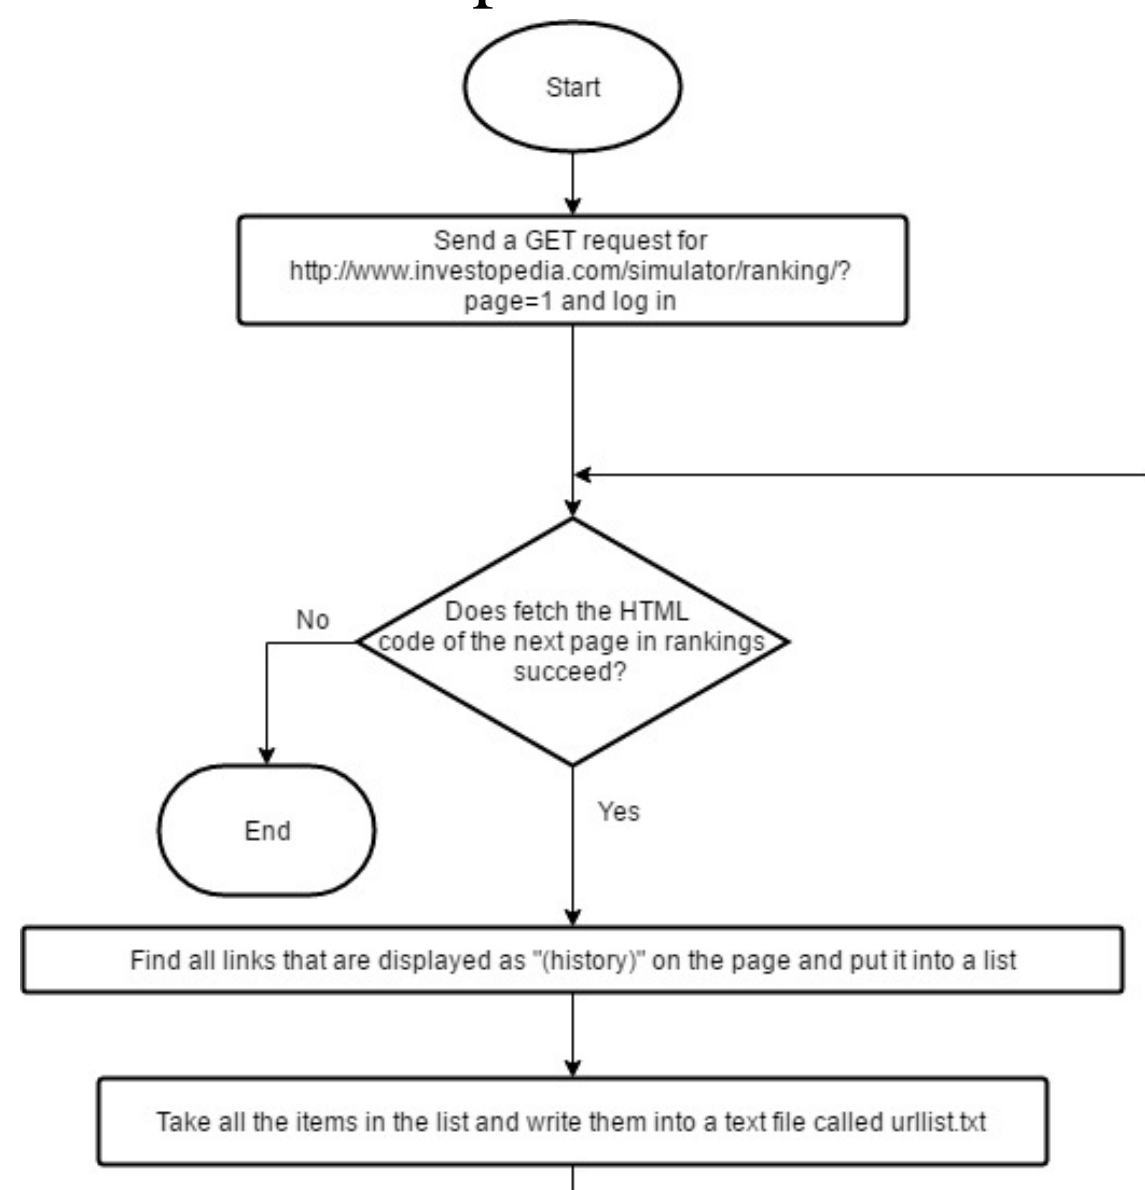 Start
Send a GET request for
http://www.investopedia.com/simulator/ranking/?
page=1 and log in
Does fetch the HTML
code of the next page in rankings
succeed?
No
Yes
End
Find all links that are displayed as "(history)" on the page and put it into a list
Take all the items in the list and write them into a text file called urllist.txt